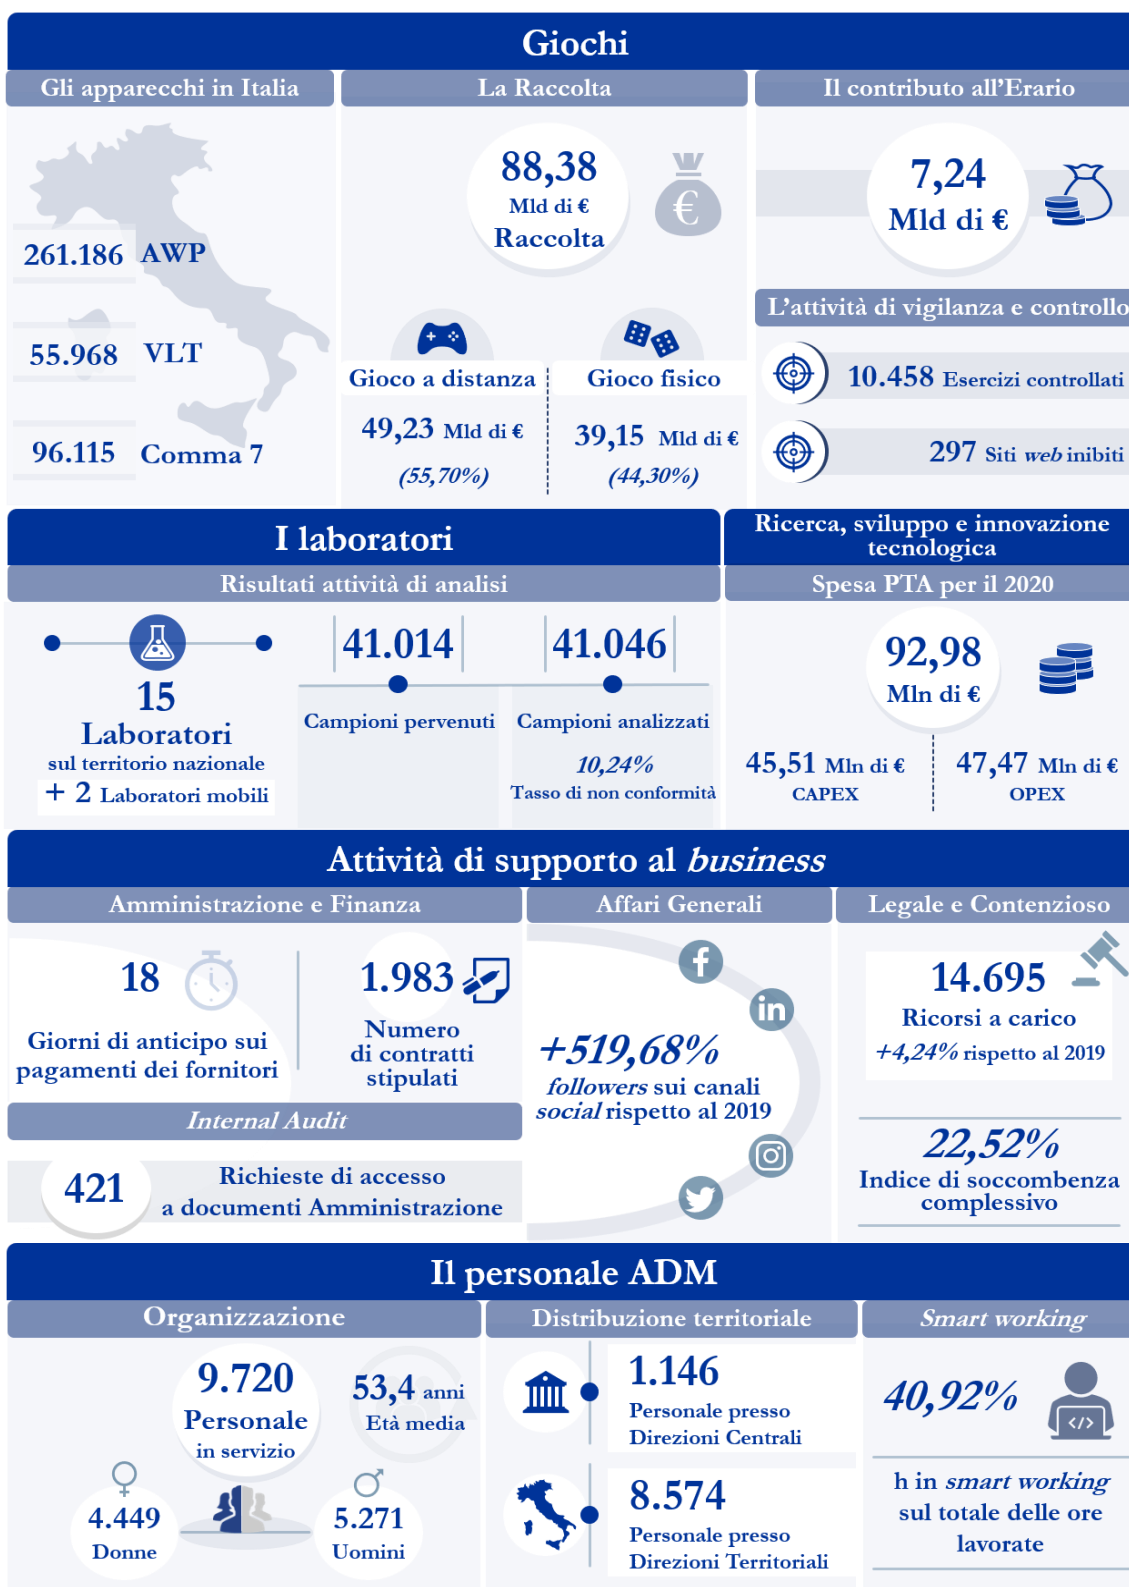 Giochi
Gli apparecchi in Italia
261.186 AWP
55.968 VLT
96.115 Comma 7
La Raccolta
88,38
Mld di €
Raccolta
Gioco a distanza
49,23 Mld di €
(55,70%)
Gioco fisico
39,15 Mld di €
(44,30%)
Il contributo all'Erario
7,24
Mld di €
L'attività di vigilanza e controllo
10.458 Esercizi controllati
297 Siti web inibiti
I laboratori
Risultati attività di analisi
15
Laboratori
sul territorio nazionale
+ 2 Laboratori mobili
41.014
Campioni pervenuti
41.046
Campioni analizzati
10,24%
Tasso di non conformità
Ricerca, sviluppo e innovazione
tecnologica
Spesa PTA per il 2020
92,98
Mln di €
45,51 Mln di €
CAPEX
47,47 Mln di €
OPEX
Attività di supporto al business
Amministrazione e Finanza
18
Giorni di anticipo sui
pagamenti dei fornitori
1.983
Numero
di contratti
stipulati
Internal Audit
421
Richieste di accesso
a documenti Amministrazione
Affari Generali
+519,68%
followers sui canali
social rispetto al 2019
Legale e Contenzioso
14.695
Ricorsi a carico
+4,24% rispetto al 2019
22,52%
Indice di soccombenza
complessivo
Il personale ADM
Organizzazione
9.720
Personale
in servizio
53,4 anni
Età media
4.449
Donne
5.271
Uomini
Distribuzione territoriale
1.146
Personale presso
Direzioni Centrali
8.574
Personale presso
Direzioni Territoriali
Smart working
40,92%
h in smart working
sul totale delle ore
lavorate